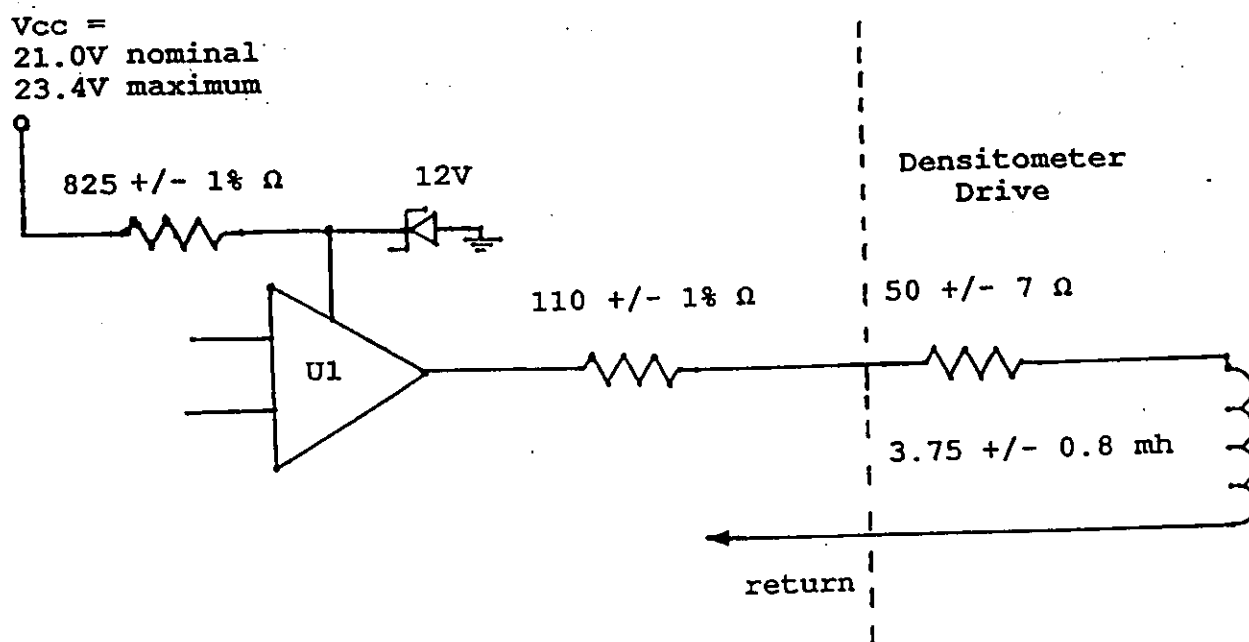 Vcc =
21.0V nominal
23.4V maximum
825 +/- 1% Ω
12V
Densitometer
Drive
110 +/- 1% Ω
50 +/- 7 Ω
U1
3.75 +/- 0.8 mh
return